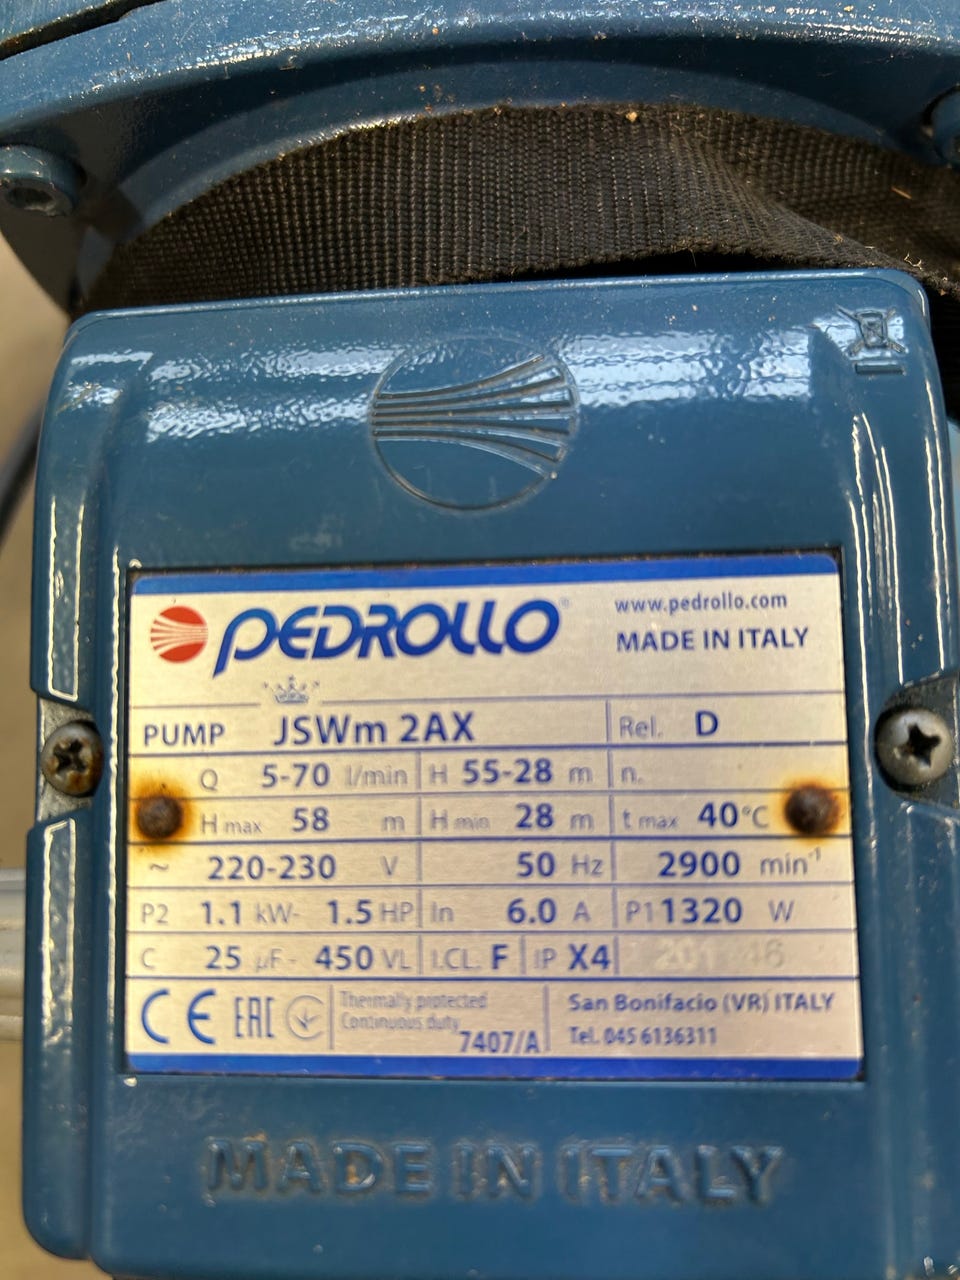 PEDROLLO®
www.pedrollo.com
MADE IN ITALY
PUMP JSWm 2AX Rel. D
Q 5-70 l/min H 55-28 m n.
H max 58 m H min 28 m t max 40°C
~ 220-230 V 50 Hz 2900 min-1
P2 1.1 kW- 1.5 HP In 6.0 A P1 1320 W
C 25 µF- 450 VL I.CL. F IP X4
CE EAC Thermally protected
Continuous duty
7407/A
San Bonifacio (VR) ITALY
Tel. 045 6136311
MADE IN ITALY